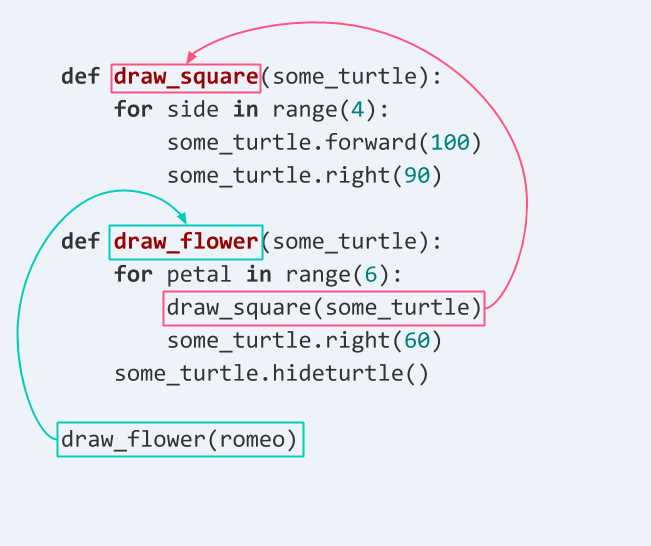 def draw_square(some_turtle):
    for side in range(4):
        some_turtle.forward(100)
        some_turtle.right(90)
def draw_flower(some_turtle):
    for petal in range(6):
        draw_square(some_turtle)
        some_turtle.right(60)
    some_turtle.hideturtle()
draw_flower(romeo)